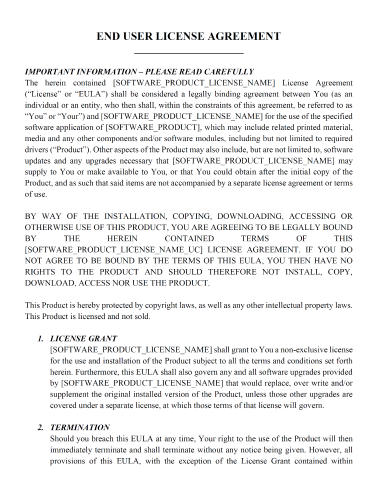 END USER LICENSE AGREEMENT
IMPORTANT INFORMATION – PLEASE READ CAREFULLY
The herein contained [SOFTWARE_PRODUCT_LICENSE_NAME] License Agreement
(“License” or “EULA”) shall be considered a legally binding agreement between You (as an
individual or an entity, who then shall, within the constraints of this agreement, be referred to as
“You” or “Your”) and [SOFTWARE_PRODUCT_LICENSE_NAME] for the use of the specified
software application of [SOFTWARE_PRODUCT], which may include related printed material,
media and any other components and/or software modules, including but not limited to required
drivers (“Product”). Other aspects of the Product may also include, but are not limited to, software
updates and any upgrades necessary that [SOFTWARE_PRODUCT_LICENSE_NAME] may
supply to You or make available to You, or that You could obtain after the initial copy of the
Product, and as such that said items are not accompanied by a separate license agreement or terms
of use.
BY WAY OF THE INSTALLATION, COPYING, DOWNLOADING, ACCESSING OR
OTHERWISE USE OF THIS PRODUCT, YOU ARE AGREEING TO BE LEGALLY BOUND
BY THE HEREIN CONTAINED TERMS OF THIS
[SOFTWARE_PRODUCT_LICENSE_NAME_UC] LICENSE AGREEMENT. IF YOU DO
NOT AGREE TO BE BOUND BY THE TERMS OF THIS EULA, YOU THEN HAVE NO
RIGHTS TO THE PRODUCT AND SHOULD THEREFORE NOT INSTALL, COPY,
DOWNLOAD, ACCESS NOR USE THE PRODUCT.
This Product is hereby protected by copyright laws, as well as any other intellectual property laws.
This Product is licensed and not sold.
1. LICENSE GRANT
[SOFTWARE_PRODUCT_LICENSE_NAME] shall grant to You a non-exclusive license
for the use and installation of the Product subject to all the terms and conditions set forth
herein. Furthermore, this EULA shall also govern any and all software upgrades provided
by [SOFTWARE_PRODUCT_LICENSE_NAME] that would replace, over write and/or
supplement the original installed version of the Product, unless those other upgrades are
covered under a separate license, at which those terms of that license will govern.
2. TERMINATION
Should you breach this EULA at any time, Your right to the use of the Product will then
immediately terminate and shall terminate without any notice being given. However, all
provisions of this EULA, with the exception of the License Grant contained within